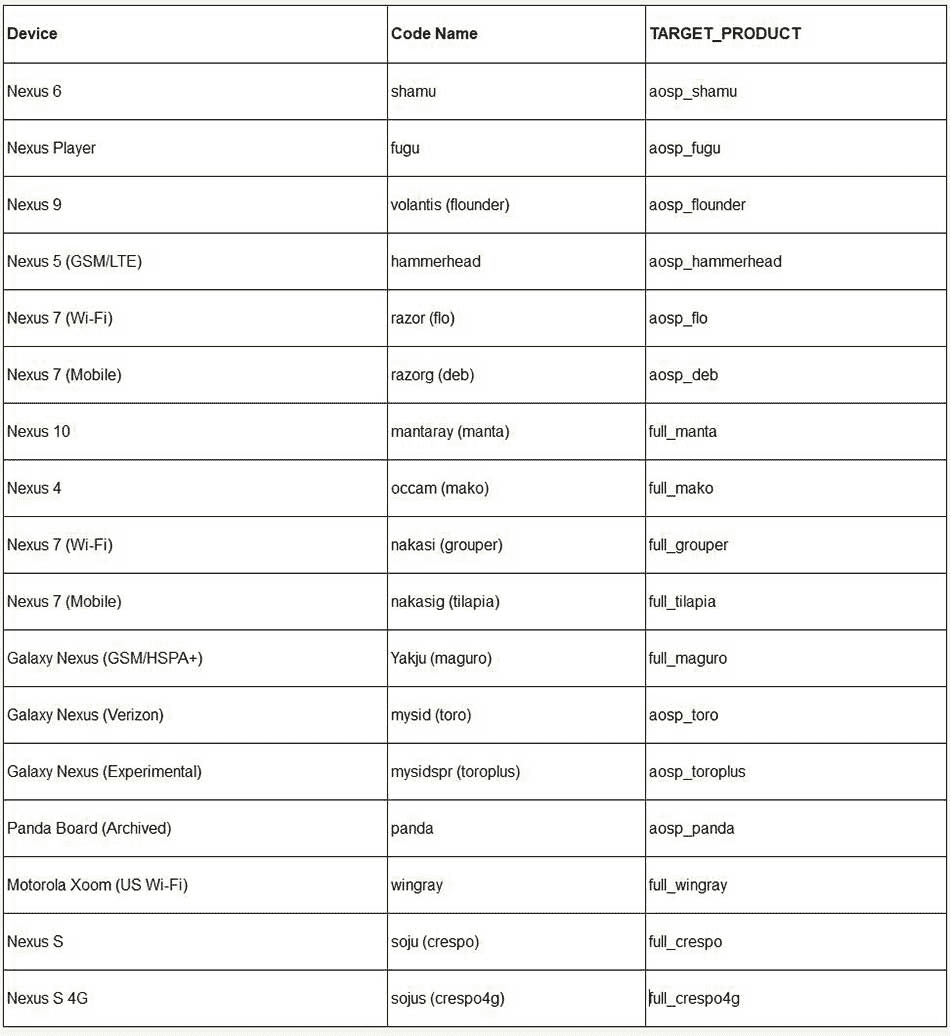 Device Code Name TARGET_PRODUCT
Nexus 6 shamu aosp_shamu
Nexus Player fugu aosp_fugu
Nexus 9 volantis (flounder) aosp_flounder
Nexus 5 (GSM/LTE) hammerhead aosp_hammerhead
Nexus 7 (Wi-Fi) razor (flo) aosp_flo
Nexus 7 (Mobile) razorg (deb) aosp_deb
Nexus 10 mantaray (manta) full_manta
Nexus 4 occam (mako) full_mako
Nexus 7 (Wi-Fi) nakasi (grouper) full_grouper
Nexus 7 (Mobile) nakasig (tilapia) full_tilapia
Galaxy Nexus (GSM/HSPA+) Yakju (maguro) full_maguro
Galaxy Nexus (Verizon) mysid (toro) aosp_toro
Galaxy Nexus (Experimental) mysidspr (toroplus) aosp_toroplus
Panda Board (Archived) panda aosp_panda
Motorola Xoom (US Wi-Fi) wingray full_wingray
Nexus S soju (crespo) full_crespo
Nexus S 4G sojus (crespo4g) full_crespo4g